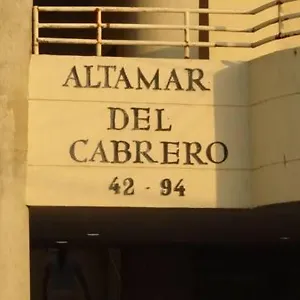 ALTAMAR
DEL
CABRERO
42 - 94